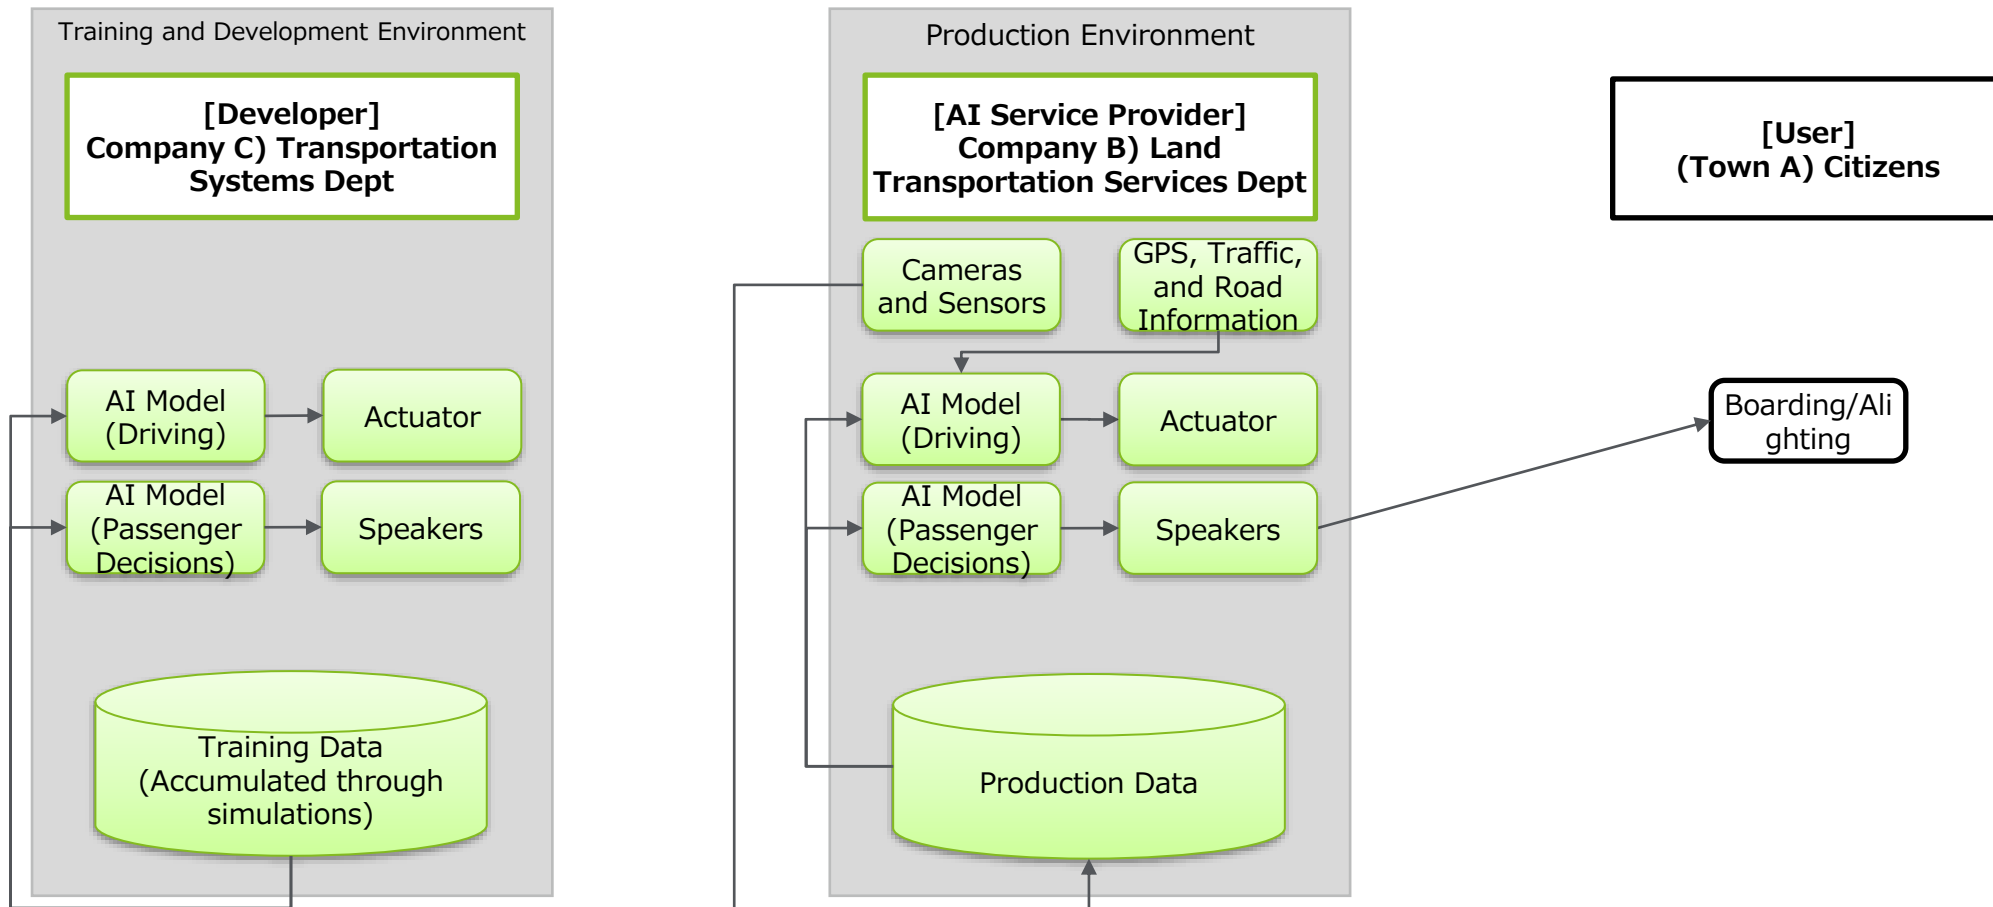 Training and Development Environment
[Developer]
Company C) Transportation
Systems Dept
AI Model
(Driving)
Actuator
AI Model
(Passenger
Decisions)
Speakers
Training Data
(Accumulated through
simulations)
Production Environment
[AI Service Provider]
Company B) Land
Transportation Services Dept
Cameras
and Sensors
GPS, Traffic,
and Road
Information
AI Model
(Driving)
Actuator
AI Model
(Passenger
Decisions)
Speakers
Production Data
[User]
(Town A) Citizens
Boarding/Ali
ghting